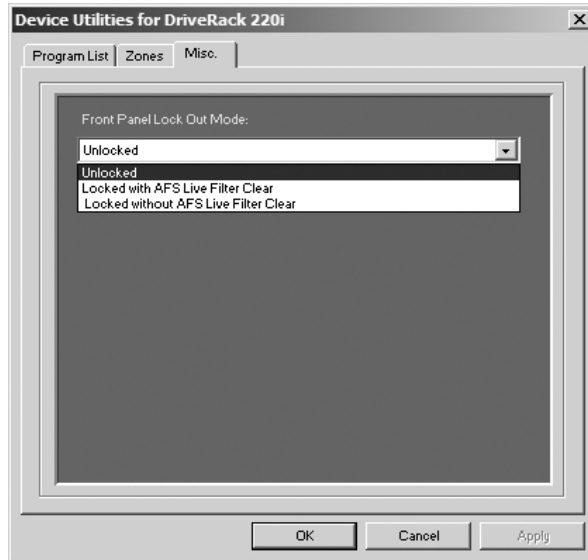 Device Utilities for DriveRack 220i
Program List Zones Misc.
Front Panel Lock Out Mode:
Unlocked
Unlocked
Locked with AFS Live Filter Clear
Locked without AFS Live Filter Clear
OK Cancel Apply